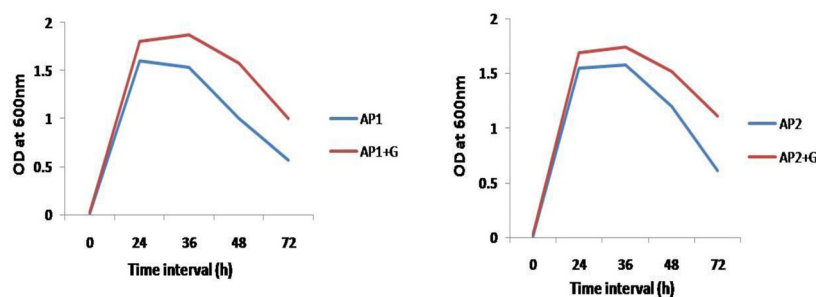 2
1.5
1
0.5
0
OD at 600nm
0 24 36 48 72
Time interval (h)
AP1
AP1+G
2
1.5
1
0.5
0
OD at 600nm
0 24 36 48 72
Time interval (h)
AP2
AP2+G